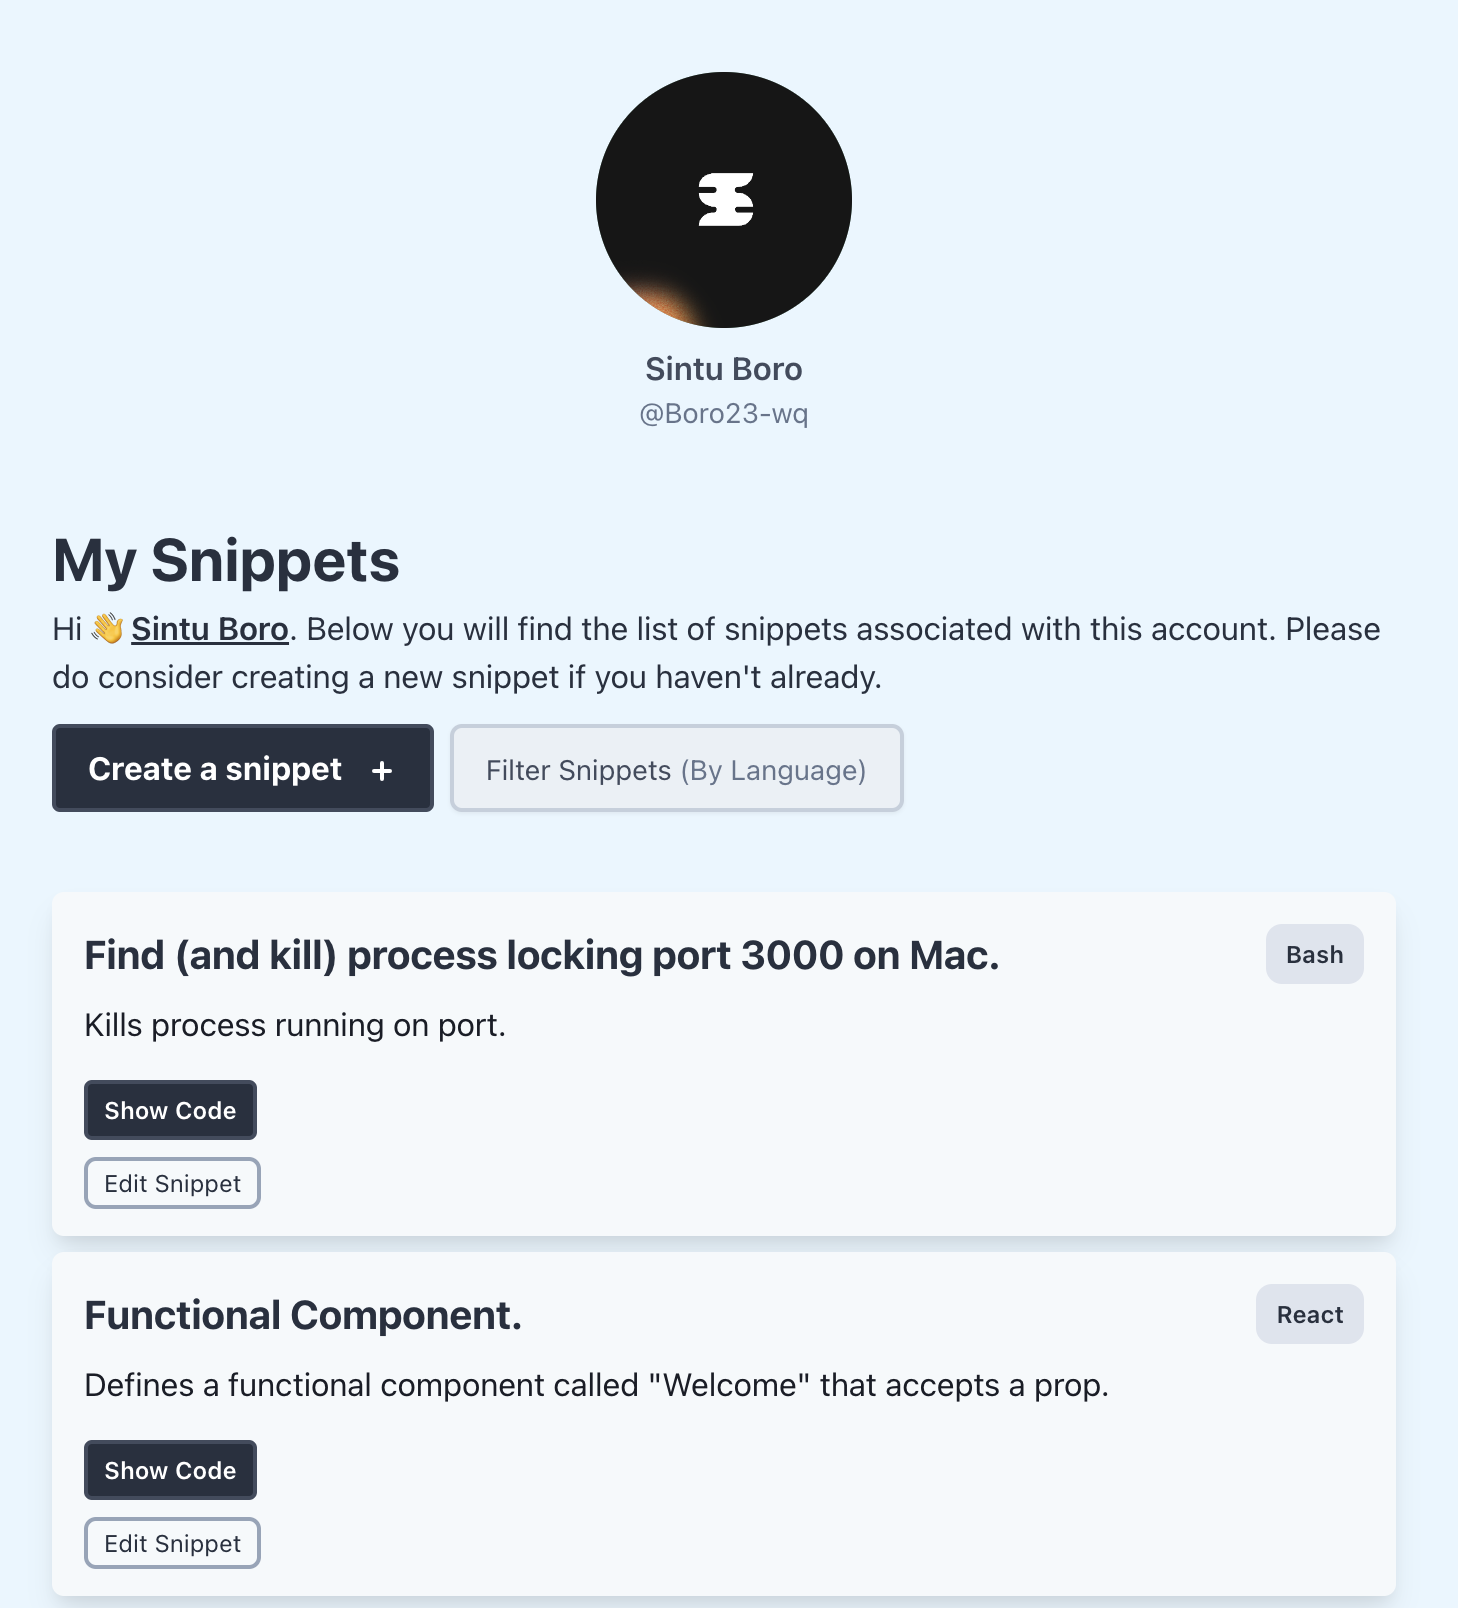 Sintu Boro
@Boro23-wq
My Snippets
Hi 👋 Sintu Boro. Below you will find the list of snippets associated with this account. Please
do consider creating a new snippet if you haven't already.
Create a snippet +
Filter Snippets (By Language)
Find (and kill) process locking port 3000 on Mac.
Bash
Kills process running on port.
Show Code
Edit Snippet
Functional Component.
React
Defines a functional component called "Welcome" that accepts a prop.
Show Code
Edit Snippet